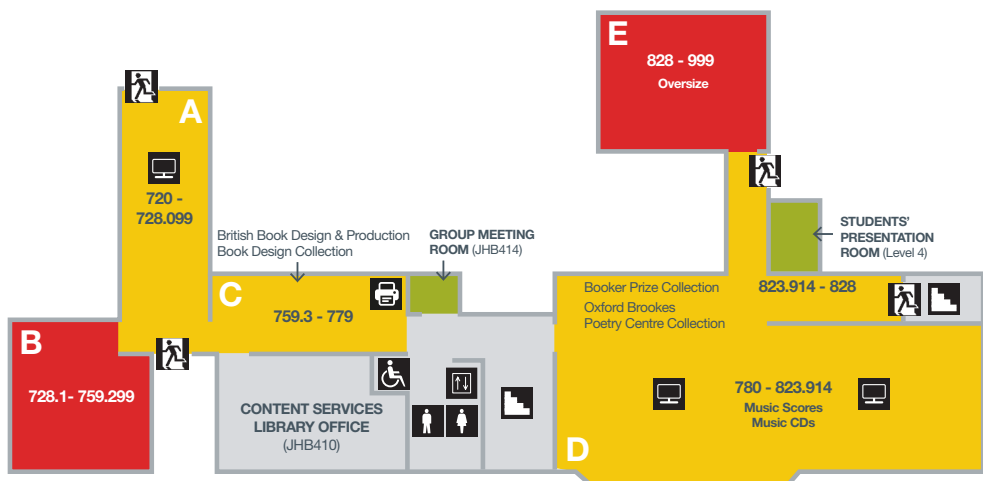 E
828 - 999
Oversize
A
720 -
728.099
British Book Design & Production
Book Design Collection
GROUP MEETING
ROOM (JHB414)
STUDENTS'
PRESENTATION
ROOM (Level 4)
C
759.3 - 779
Booker Prize Collection
Oxford Brookes
Poetry Centre Collection
823.914 - 828
B
728.1- 759.299
CONTENT SERVICES
LIBRARY OFFICE
(JHB410)
780 - 823.914
Music Scores
Music CDs
D